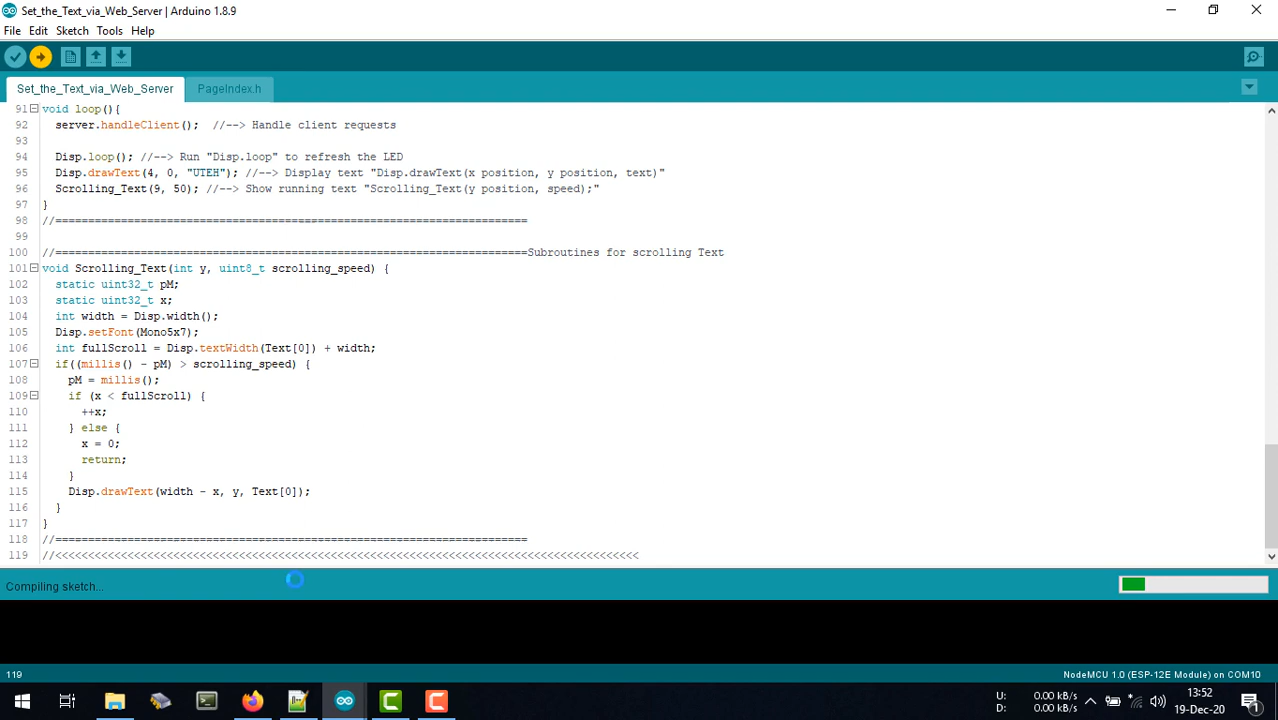 Set_the_Text_via_Web_Server | Arduino 1.8.9
File Edit Sketch Tools Help
Set_the_Text_via_Web_Server PageIndex.h
91 void loop(){
92 server.handleClient(); //--> Handle client requests
93
94 Disp.loop(); //--> Run "Disp.loop" to refresh the LED
95 Disp.drawText(4, 0, "UTEH"); //--> Display text "Disp.drawText(x position, y position, text)"
96 Scrolling_Text(9, 50); //--> Show running text "Scrolling_Text(y position, speed);"
97 }
98 //========================================================================
99
100 //========================================================================Subroutines for scrolling Text
101 void Scrolling_Text(int y, uint8_t scrolling_speed) {
102 static uint32_t pM;
103 static uint32_t x;
104 int width = Disp.width();
105 Disp.setFont(Mono5x7);
106 int fullScroll = Disp.textWidth(Text[0]) + width;
107 if((millis() - pM) > scrolling_speed) {
108 pM = millis();
109 if (x < fullScroll) {
110 ++x;
111 } else {
112 x = 0;
113 return;
114 }
115 Disp.drawText(width - x, y, Text[0]);
116 }
117 }
118 //========================================================================
119 //<<<<<<<<<<<<<<<<<<<<<<<<<<<<<<<<<<<<<<<<<<<<<<<<<<<<<<<<<<<<<<<<<<<<<<<<<<<<<<<<<<<<<<<<<
Compiling sketch...
119 NodeMCU 1.0 (ESP-12E Module) on COM10
U: 0.00 kB/s
D: 0.00 kB/s
13:52
19-Dec-20
1